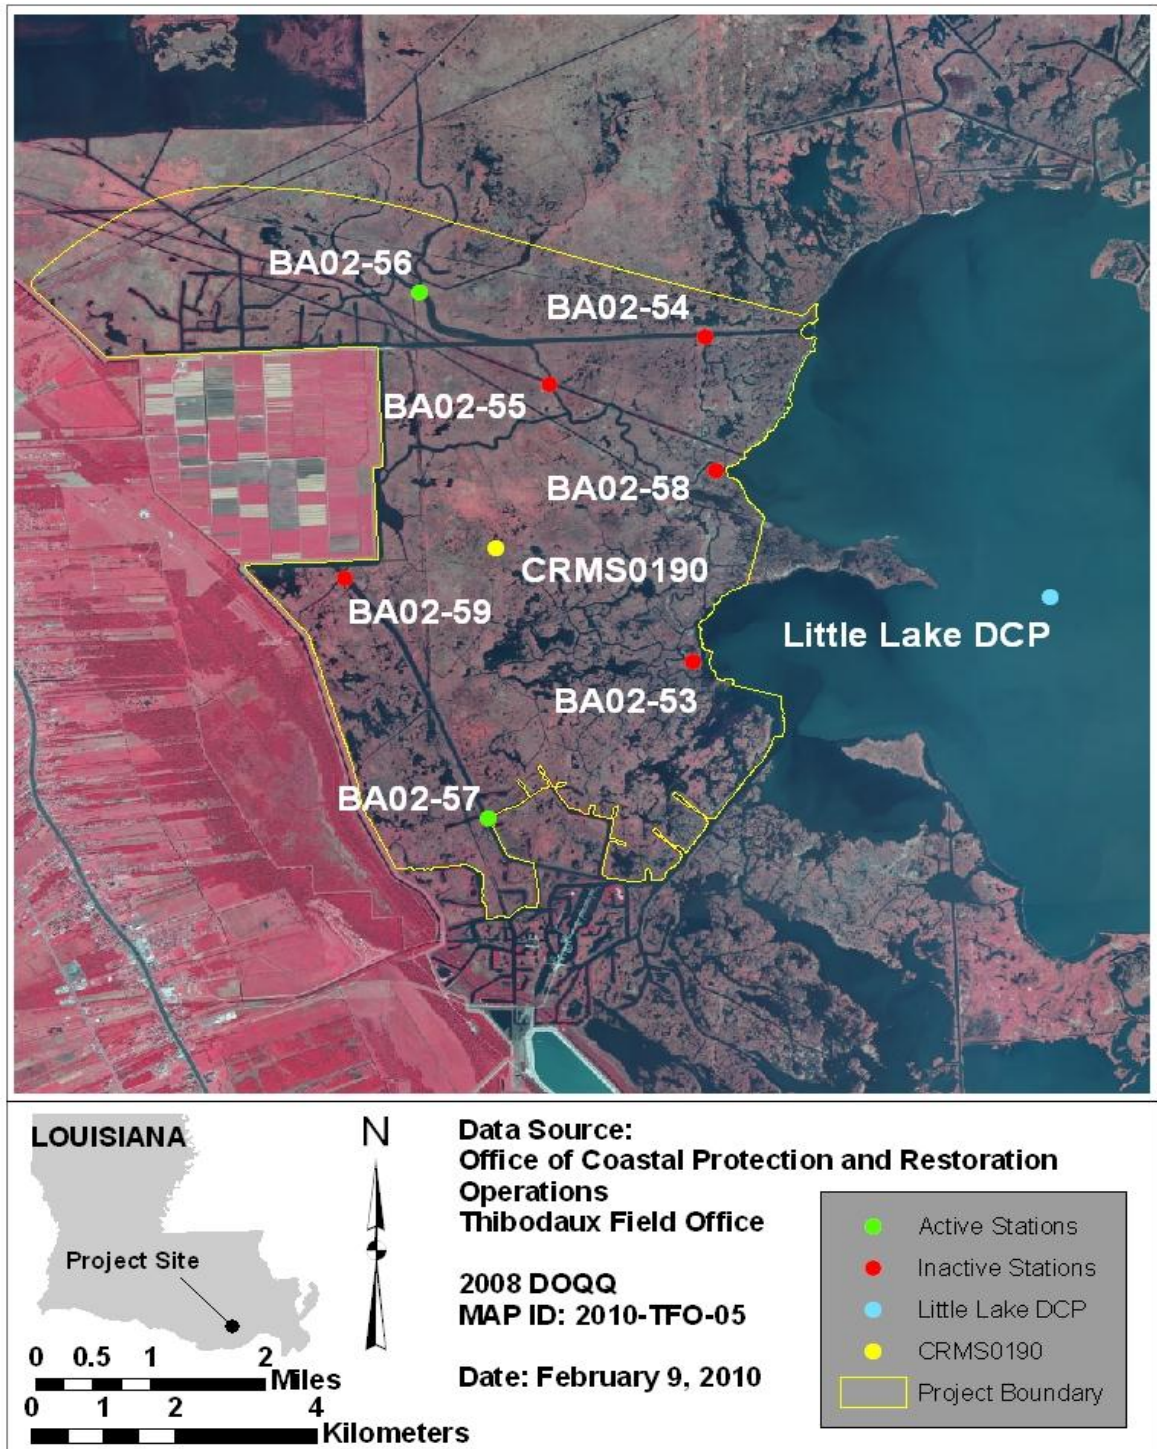 BA02-56
BA02-54
BA02-55
BA02-58
CRMS0190
BA02-59
Little Lake DCP
BA02-53
BA02-57
LOUISIANA
Project Site
0 0.5 1 2
Miles
0 1 2 4
Kilometers
N
Data Source:
Office of Coastal Protection and Restoration
Operations
Thibodaux Field Office
2008 DOQQ
MAP ID: 2010-TFO-05
Date: February 9, 2010
Active Stations
Inactive Stations
Little Lake DCP
CRMS0190
Project Boundary